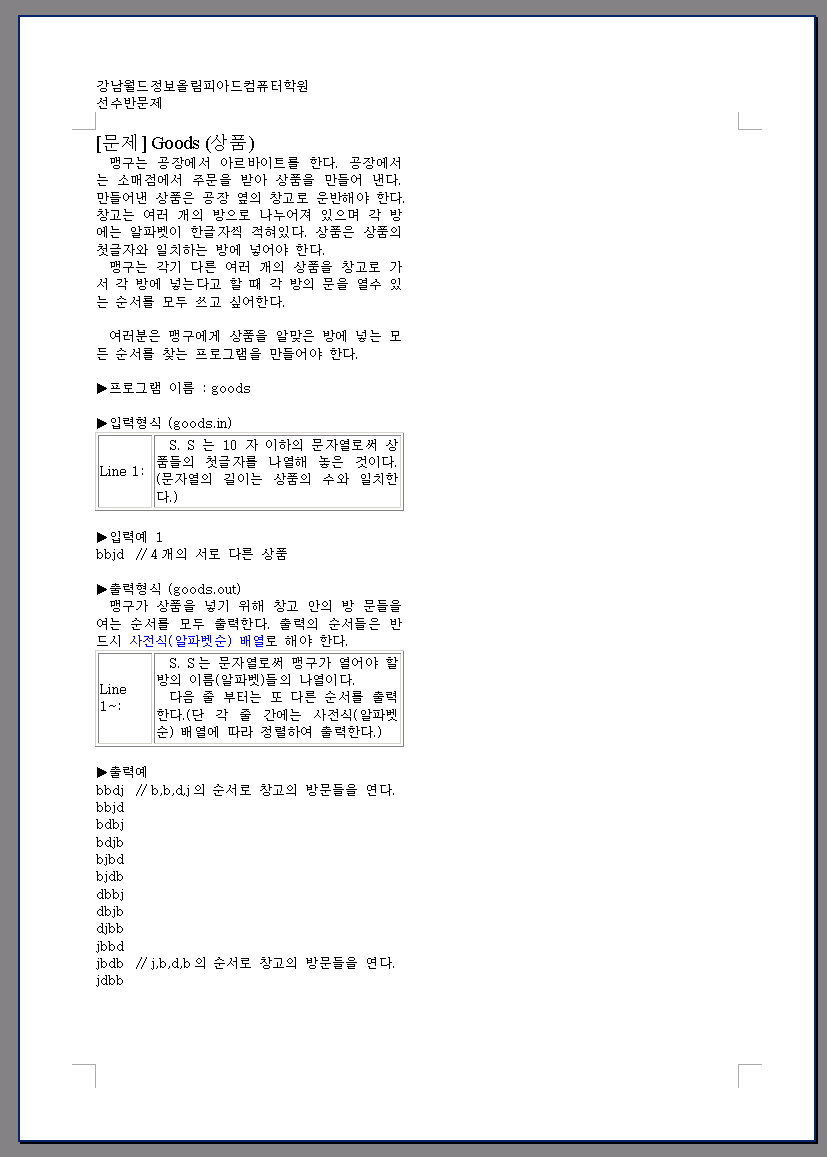 강남월드정보올림피아드컴퓨터학원
선수반문제
[문제] Goods (상품)
맹구는 공장에서 아르바이트를 한다. 공장에서
는 소매점에서 주문을 받아 상품을 만들어 낸다.
만들어낸 상품은 공장 옆의 창고로 운반해야 한다.
창고는 여러 개의 방으로 나누어져 있으며 각 방
에는 알파벳이 한글자씩 적혀있다. 상품은 상품의
첫글자와 일치하는 방에 넣어야 한다.
맹구는 각기 다른 여러 개의 상품을 창고로 가
서 각 방에 넣는다고 할 때 각 방의 문을 열수 있
는 순서를 모두 쓰고 싶어한다.
여러분은 맹구에게 상품을 알맞은 방에 넣는 모
든 순서를 찾는 프로그램을 만들어야 한다.
▶프로그램 이름 : goods
▶입력형식 (goods.in)
Line 1:
S. S 는 10 자 이하의 문자열로써 상
품들의 첫글자를 나열해 놓은 것이다.
(문자열의 길이는 상품의 수와 일치한
다.)
▶입력예 1
bbjd //4개의 서로 다른 상품
▶출력형식 (goods.out)
맹구가 상품을 넣기 위해 창고 안의 방 문들을
여는 순서를 모두 출력한다. 출력의 순서들은 반
드시 사전식(알파벳순) 배열로 해야 한다.
Line
1~:
S. S는 문자열로써 맹구가 열어야 할
방의 이름(알파벳)들의 나열이다.
다음 줄 부터는 또 다른 순서를 출력
한다.(단 각 줄 간에는 사전식(알파벳
순) 배열에 따라 정렬하여 출력한다.)
▶출력예
bbdj //b,b,d,j의 순서로 창고의 방문들을 연다.
bbjd
bdbj
bdjb
bjbd
bjdb
dbbj
dbjb
djbb
jbbd
jbdb //j,b,d,b의 순서로 창고의 방문들을 연다.
jdbb